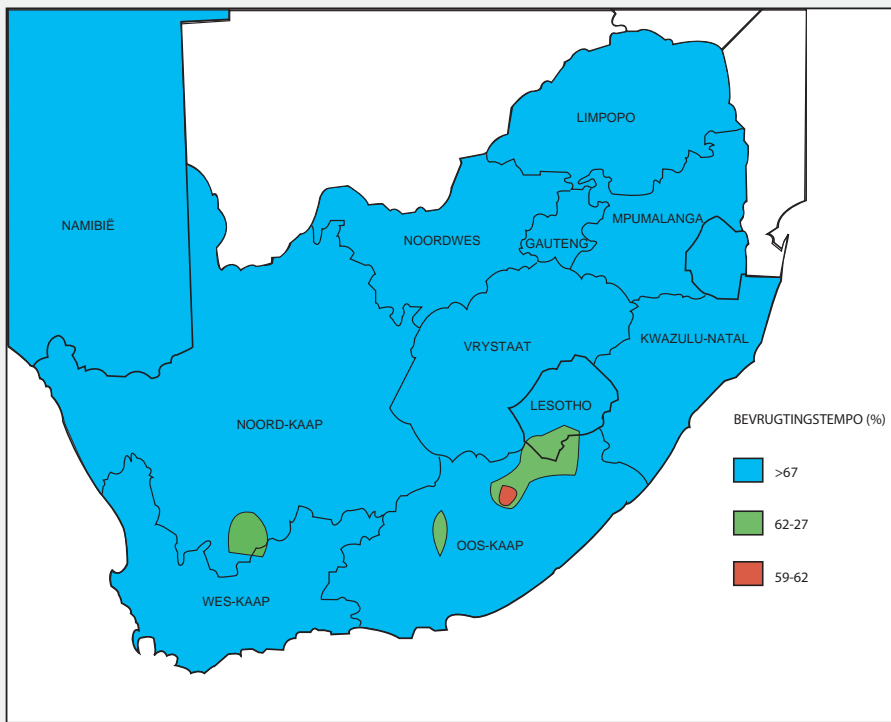 LIMPOPO
NAMIBIË
MPUMALANGA
NOORDWES
GAUTENG
VRYSTAAT
KWAZULU-NATAL
LESOTHO
NOORD-KAAP
BEVRUGTINGSTEMPO (%)
>67
62-27
OOS-KAAP
59-62
WES-KAAP